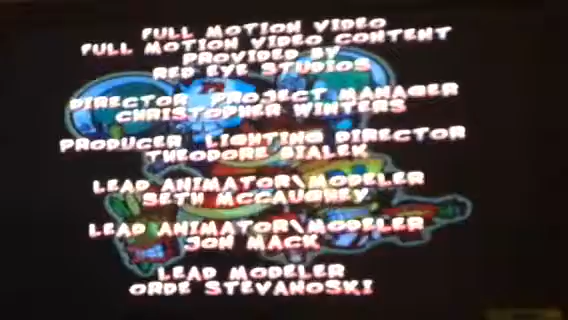 FULL MOTION VIDEO
FULL MOTION VIDEO CONTENT
PROVIDED BY
RED EYE STUDIOS
DIRECTOR PROJECT MANAGER
CHRISTOPHER WINTERS
PRODUCER LIGHTING DIRECTOR
THEODORE BIALEK
LEAD ANIMATOR\MODELER
SETH MCCAUGHEY
LEAD ANIMATOR\MODELER
JON MACK
LEAD MODELER
ORDE STEVANOSKI